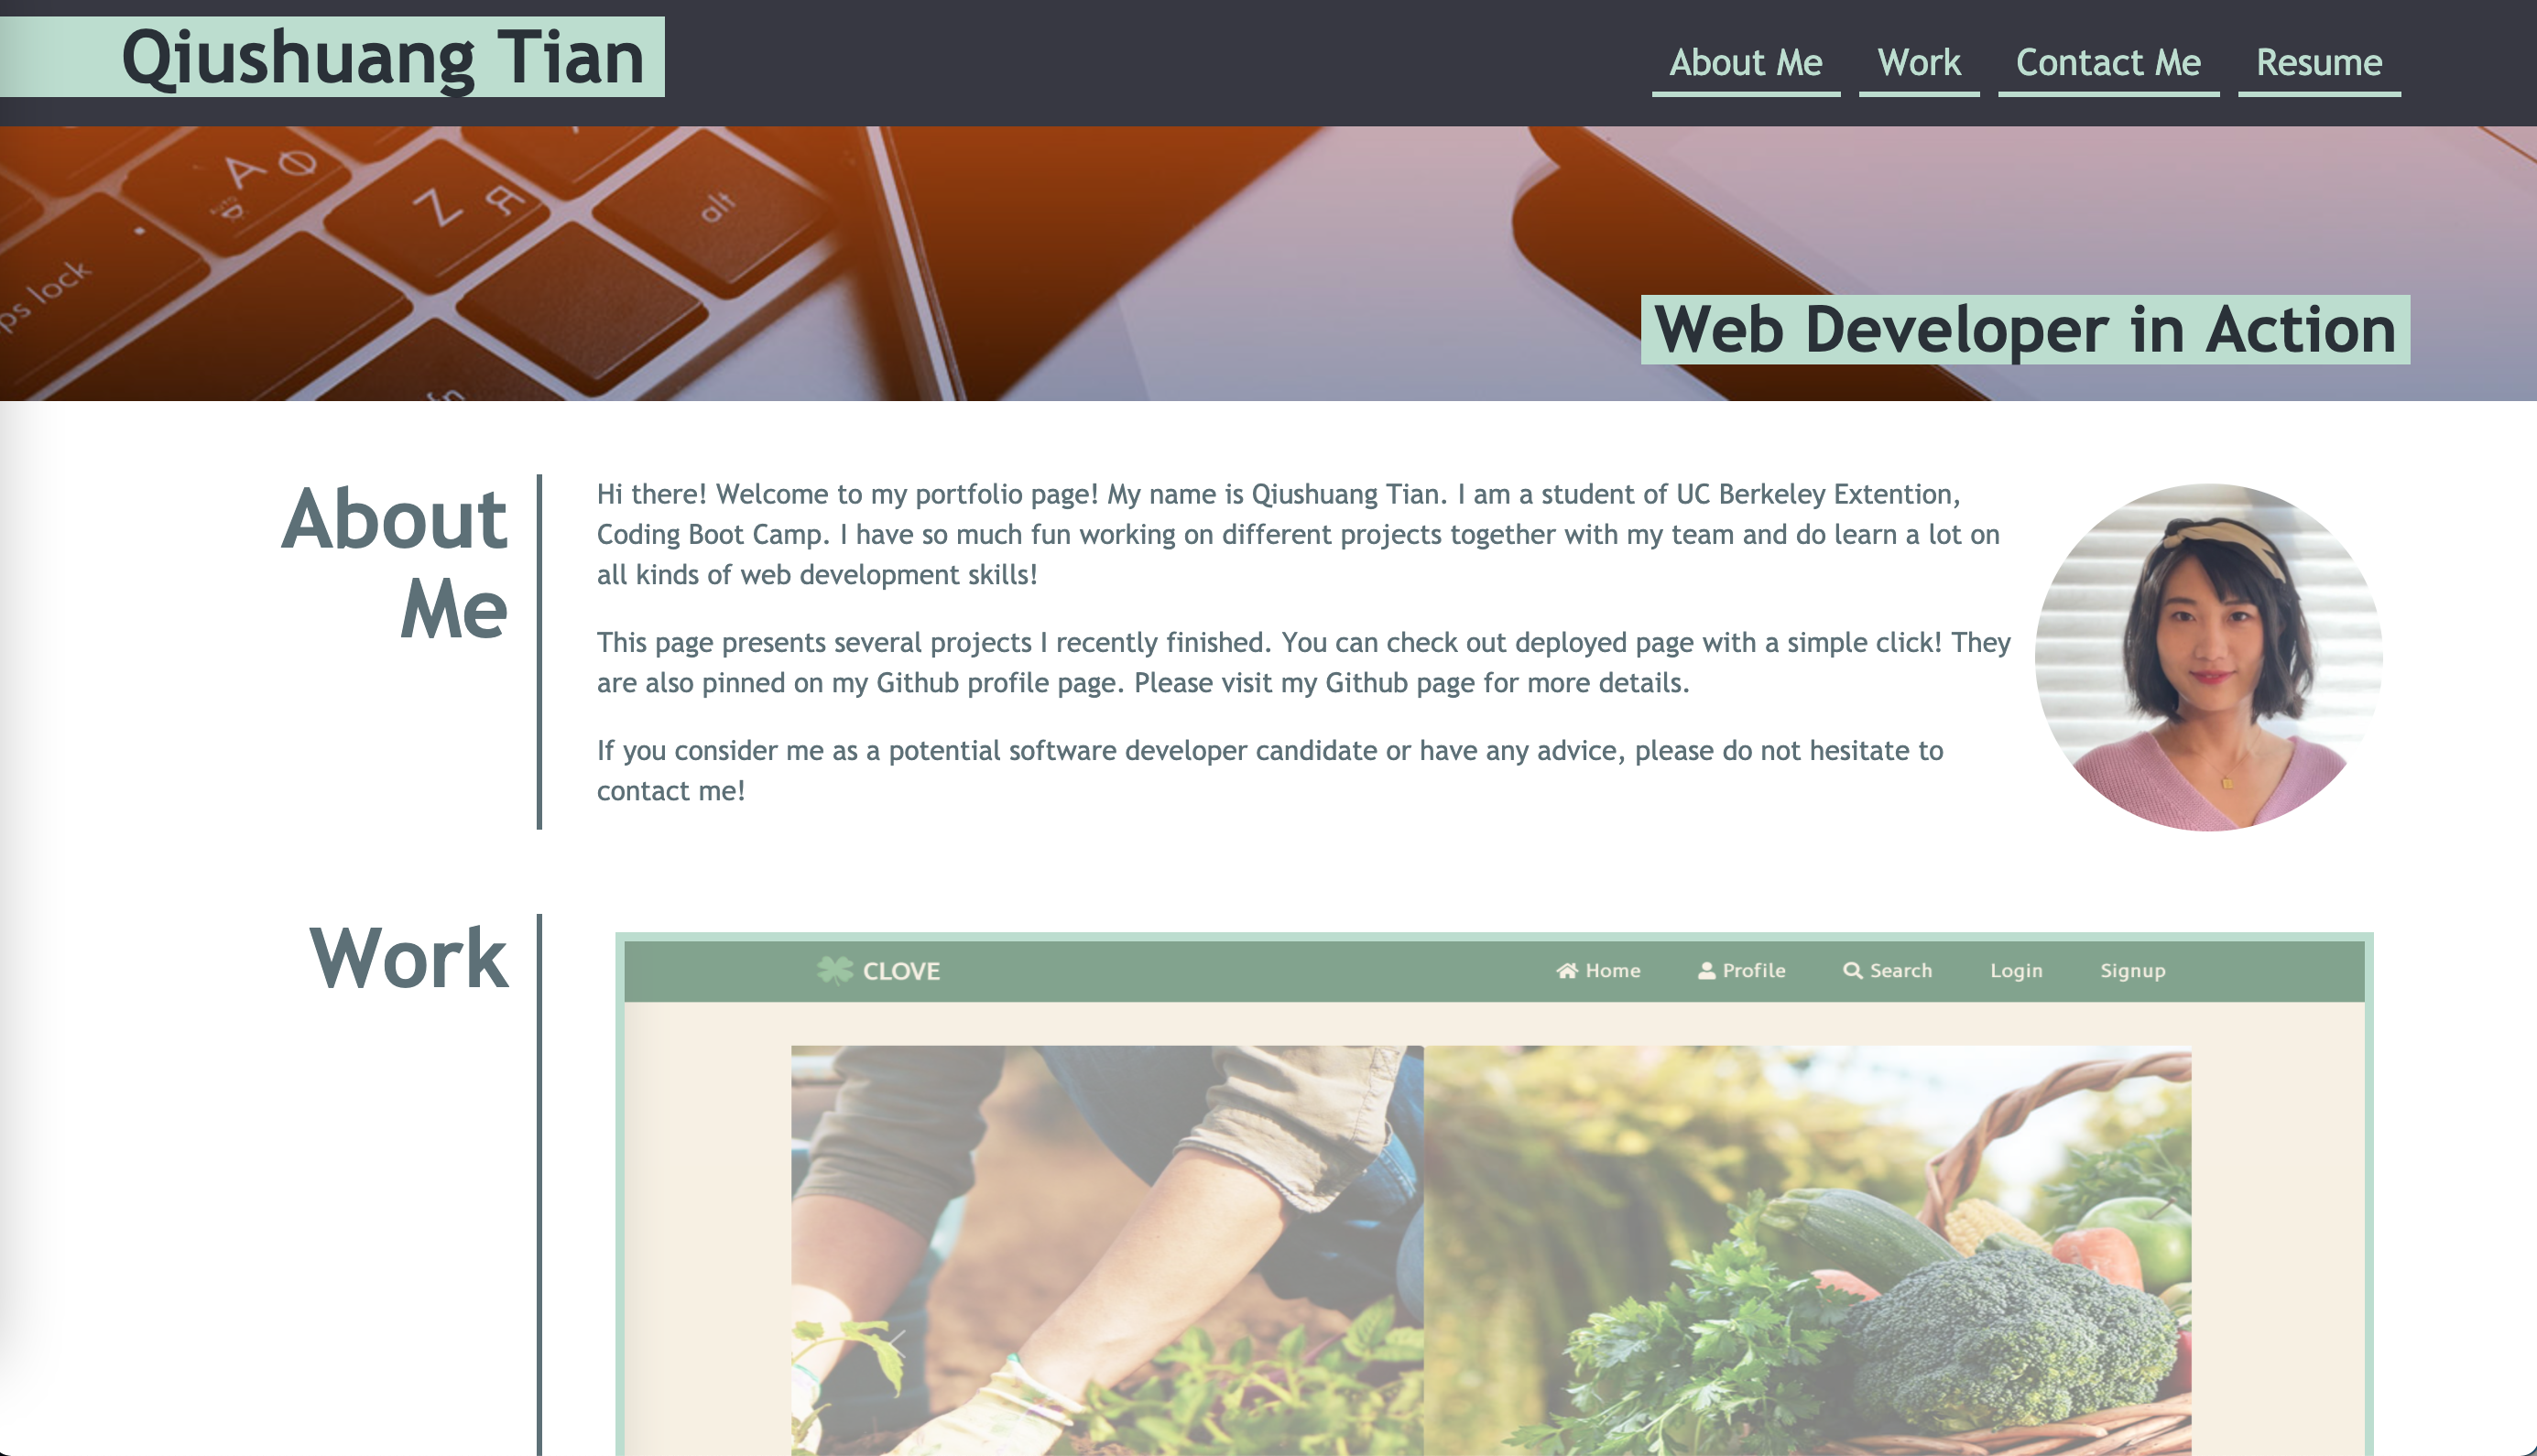 Qiushuang Tian
About Me Work Contact Me Resume
A Ф
Z Я
alt
ps lock
fn
Web Developer in Action
About
Me
Hi there! Welcome to my portfolio page! My name is Qiushuang Tian. I am a student of UC Berkeley Extention,
Coding Boot Camp. I have so much fun working on different projects together with my team and do learn a lot on
all kinds of web development skills!
This page presents several projects I recently finished. You can check out deployed page with a simple click! They
are also pinned on my Github profile page. Please visit my Github page for more details.
If you consider me as a potential software developer candidate or have any advice, please do not hesitate to
contact me!
Work
CLOVE
Home Profile Search Login Signup